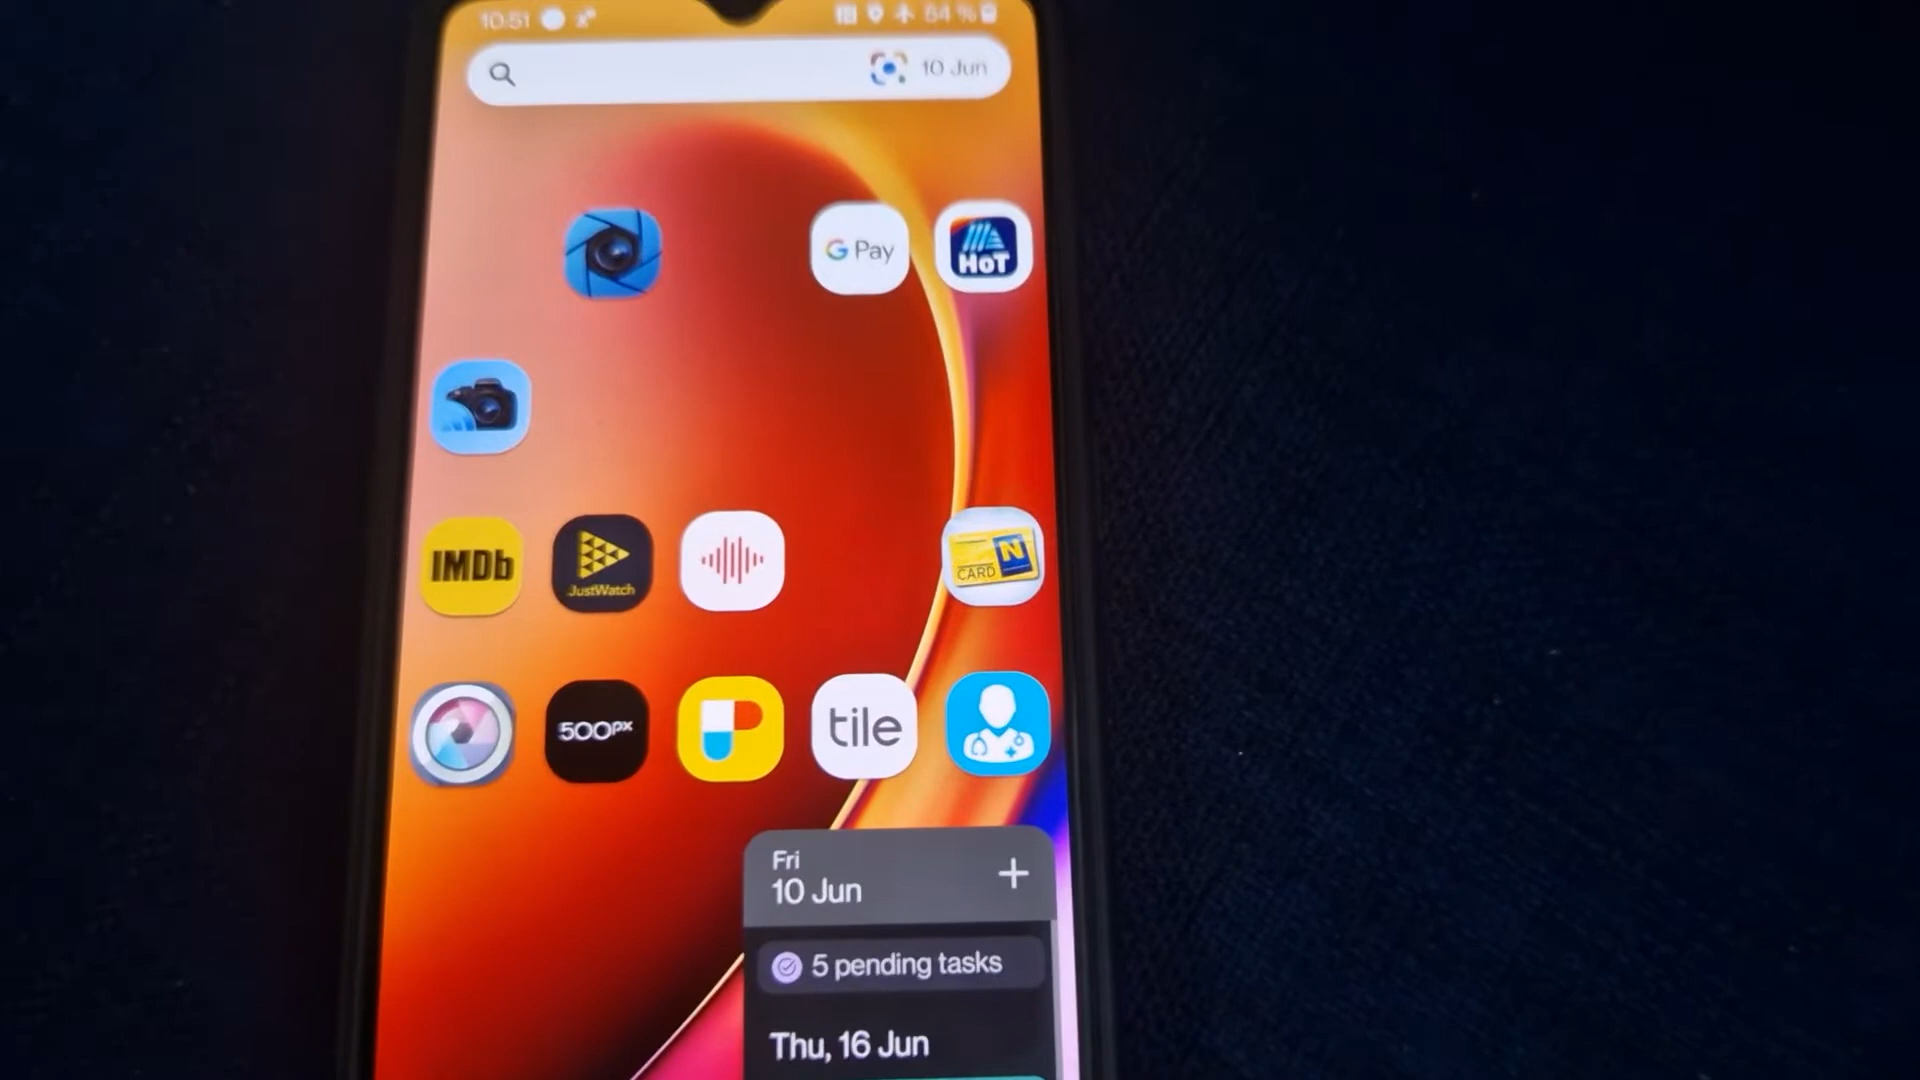 10:51 54 %
10 Jun
G Pay
HoT
IMDb
JustWatch
N
CARD
500px
tile
Fri
10 Jun
5 pending tasks
Thu, 16 Jun